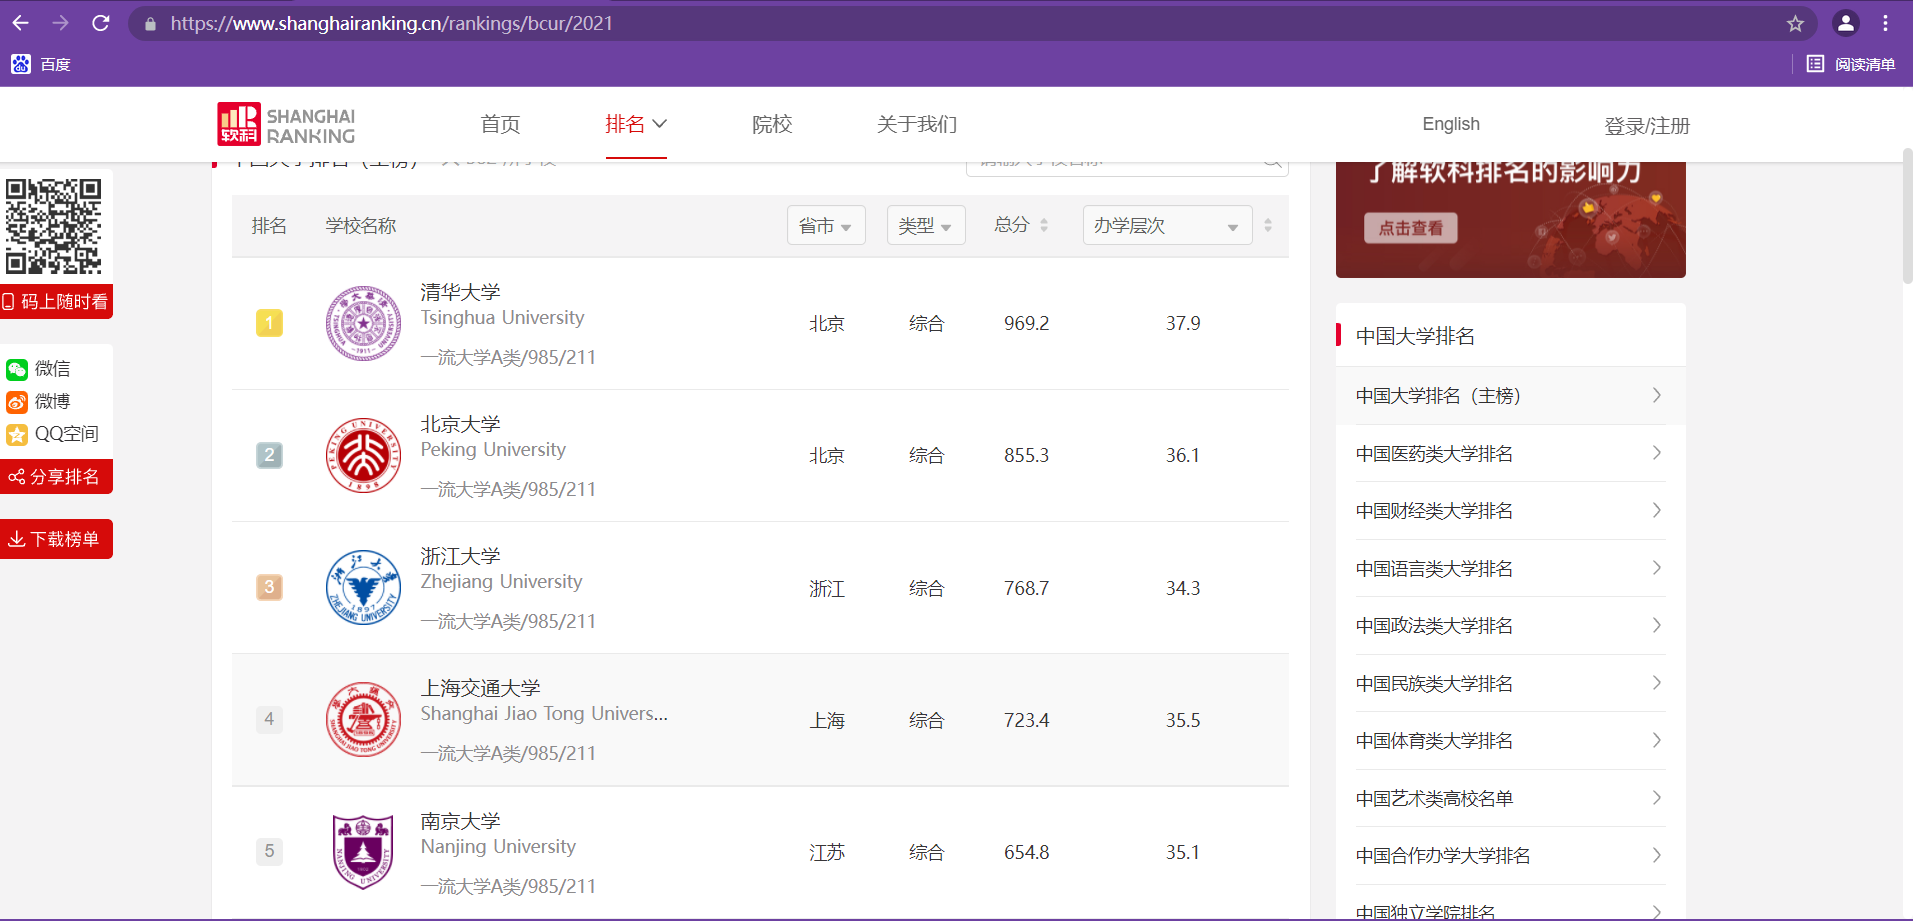 https://www.shanghairanking.cn/rankings/bcur/2021
百度
阅读清单
软科
SHANGHAI
RANKING
首页
排名
院校
关于我们
English
登录/注册
中国大学排名（主榜）
了解软科排名的影响力
点击查看
码上随时看
微信
微博
QQ空间
分享排名
下载榜单
排名 学校名称 省市 类型 总分 办学层次
1 清华大学 北京 综合 969.2 37.9
Tsinghua University
一流大学A类/985/211
2 北京大学 北京 综合 855.3 36.1
Peking University
一流大学A类/985/211
3 浙江大学 浙江 综合 768.7 34.3
Zhejiang University
一流大学A类/985/211
4 上海交通大学 上海 综合 723.4 35.5
Shanghai Jiao Tong Univers...
一流大学A类/985/211
5 南京大学 江苏 综合 654.8 35.1
Nanjing University
一流大学A类/985/211
中国大学排名
中国大学排名（主榜）
中国医药类大学排名
中国财经类大学排名
中国语言类大学排名
中国政法类大学排名
中国民族类大学排名
中国体育类大学排名
中国艺术类高校名单
中国合作办学大学排名
中国独立学院排名